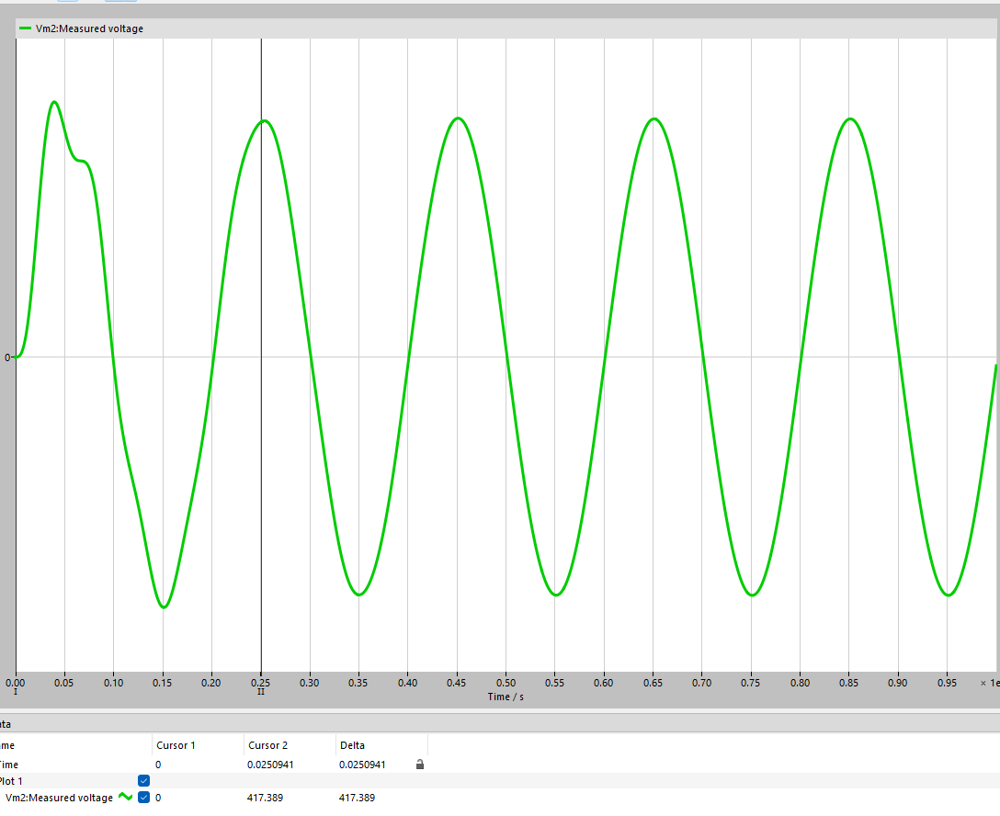 Vm2:Measured voltage
0
0.00 0.05 0.10 0.15 0.20 0.25 0.30 0.35 0.40 0.45 0.50 0.55 0.60 0.65 0.70 0.75 0.80 0.85 0.90 0.95 × 1e
I II
Time / s
ata
me Cursor 1 Cursor 2 Delta
Time 0 0.0250941 0.0250941
Plot 1
Vm2:Measured voltage 0 417.389 417.389